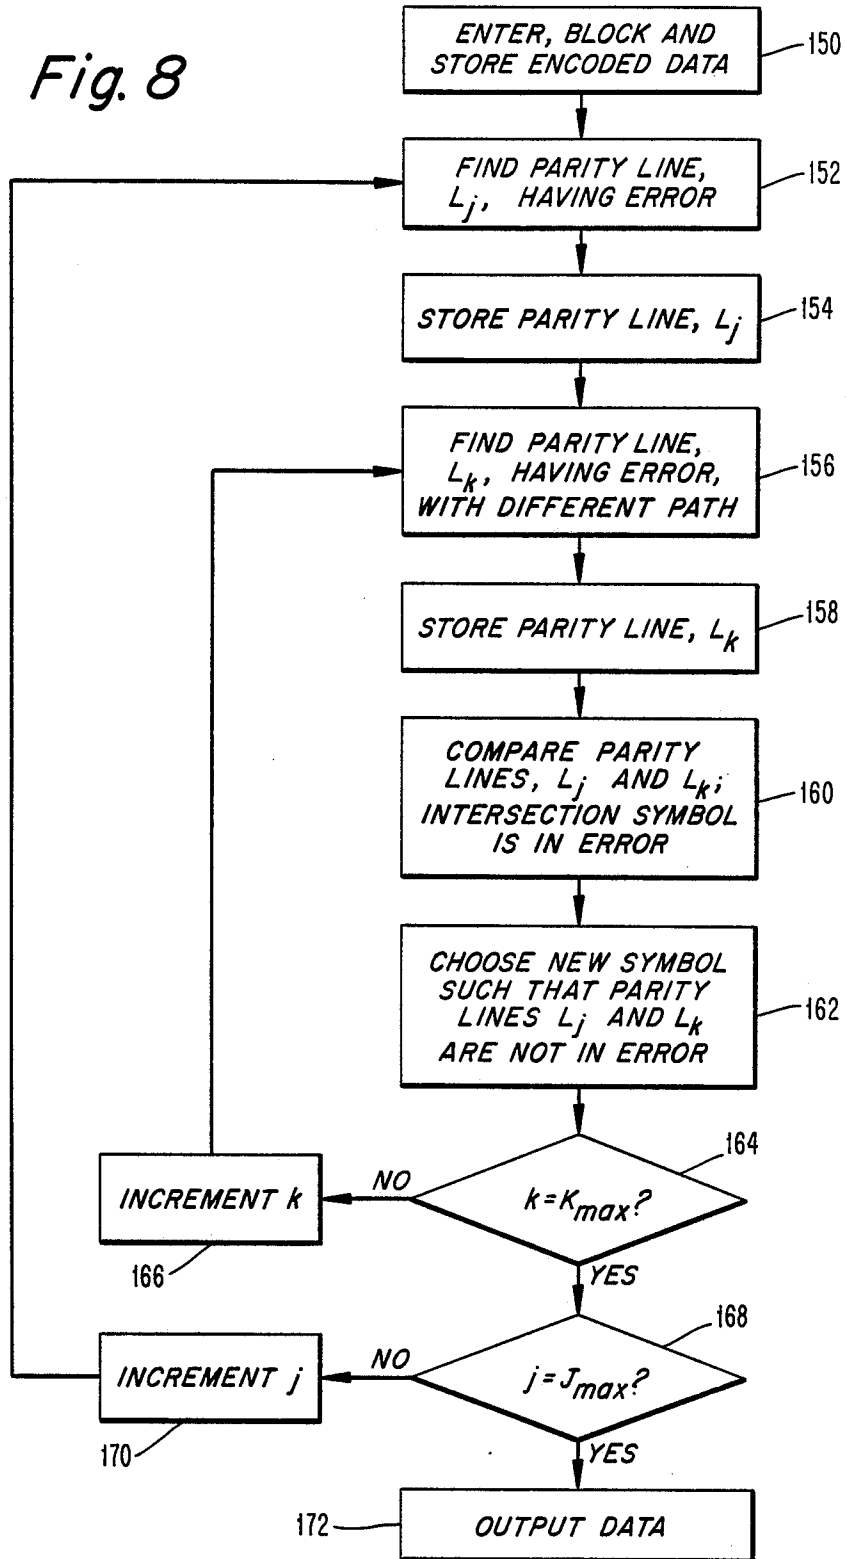 Fig. 8
ENTER, BLOCK AND
STORE ENCODED DATA
150
FIND PARITY LINE,
Lj, HAVING ERROR
152
STORE PARITY LINE, Lj
154
FIND PARITY LINE,
Lk, HAVING ERROR,
WITH DIFFERENT PATH
156
STORE PARITY LINE, Lk
158
COMPARE PARITY
LINES, Lj AND Lk;
INTERSECTION SYMBOL
IS IN ERROR
160
CHOOSE NEW SYMBOL
SUCH THAT PARITY
LINES Lj AND Lk
ARE NOT IN ERROR
162
k = Kmax?
164
NO
INCREMENT k
166
YES
j = Jmax?
168
NO
INCREMENT j
170
YES
172
OUTPUT DATA